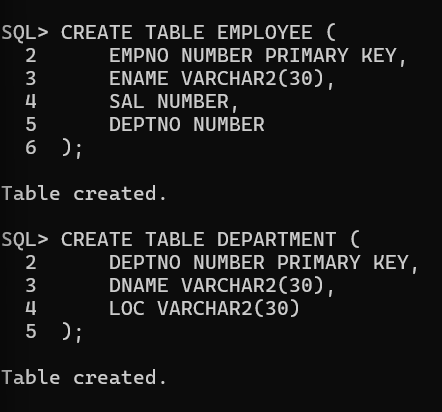 SQL> CREATE TABLE EMPLOYEE (
  2      EMPNO NUMBER PRIMARY KEY,
  3      ENAME VARCHAR2(30),
  4      SAL NUMBER,
  5      DEPTNO NUMBER
  6  );
Table created.
SQL> CREATE TABLE DEPARTMENT (
  2      DEPTNO NUMBER PRIMARY KEY,
  3      DNAME VARCHAR2(30),
  4      LOC VARCHAR2(30)
  5  );
Table created.